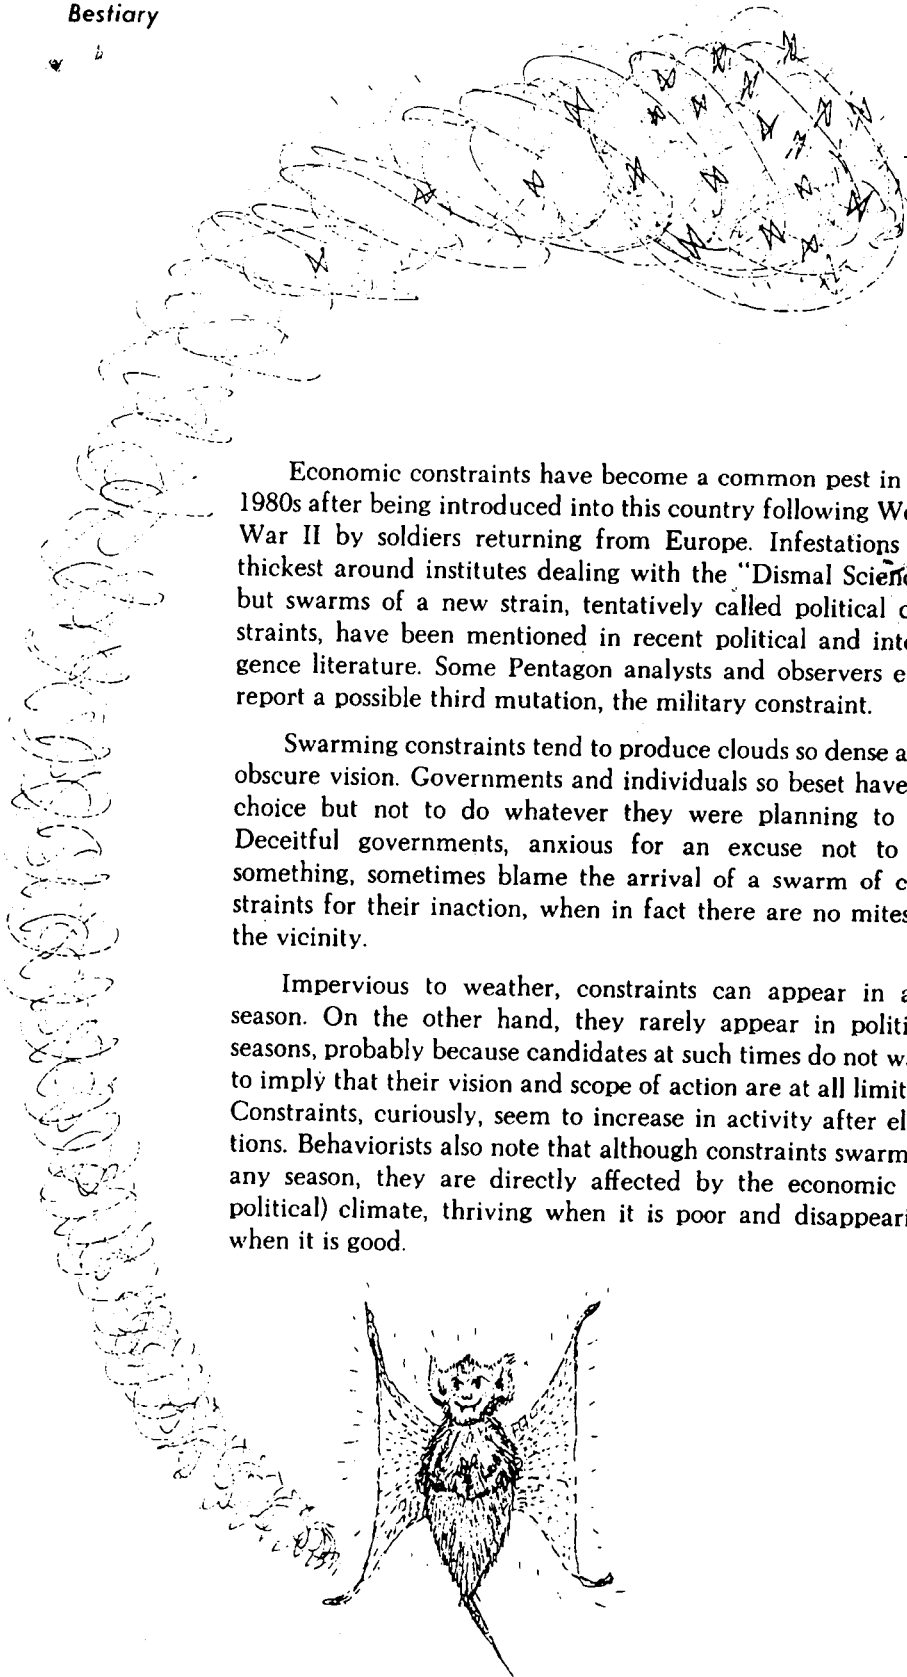 Bestiary
Economic constraints have become a common pest in
1980s after being introduced into this country following We
War II by soldiers returning from Europe. Infestations
thickest around institutes dealing with the "Dismal Scienc
but swarms of a new strain, tentatively called political c
straints, have been mentioned in recent political and inte
gence literature. Some Pentagon analysts and observers e
report a possible third mutation, the military constraint.
Swarming constraints tend to produce clouds so dense a
obscure vision. Governments and individuals so beset have
choice but not to do whatever they were planning to
Deceitful governments, anxious for an excuse not to
something, sometimes blame the arrival of a swarm of c
straints for their inaction, when in fact there are no mites
the vicinity.
Impervious to weather, constraints can appear in a
season. On the other hand, they rarely appear in politi
seasons, probably because candidates at such times do not w
to imply that their vision and scope of action are at all limit
Constraints, curiously, seem to increase in activity after el
tions. Behaviorists also note that although constraints swarm
any season, they are directly affected by the economic
political) climate, thriving when it is poor and disappeari
when it is good.